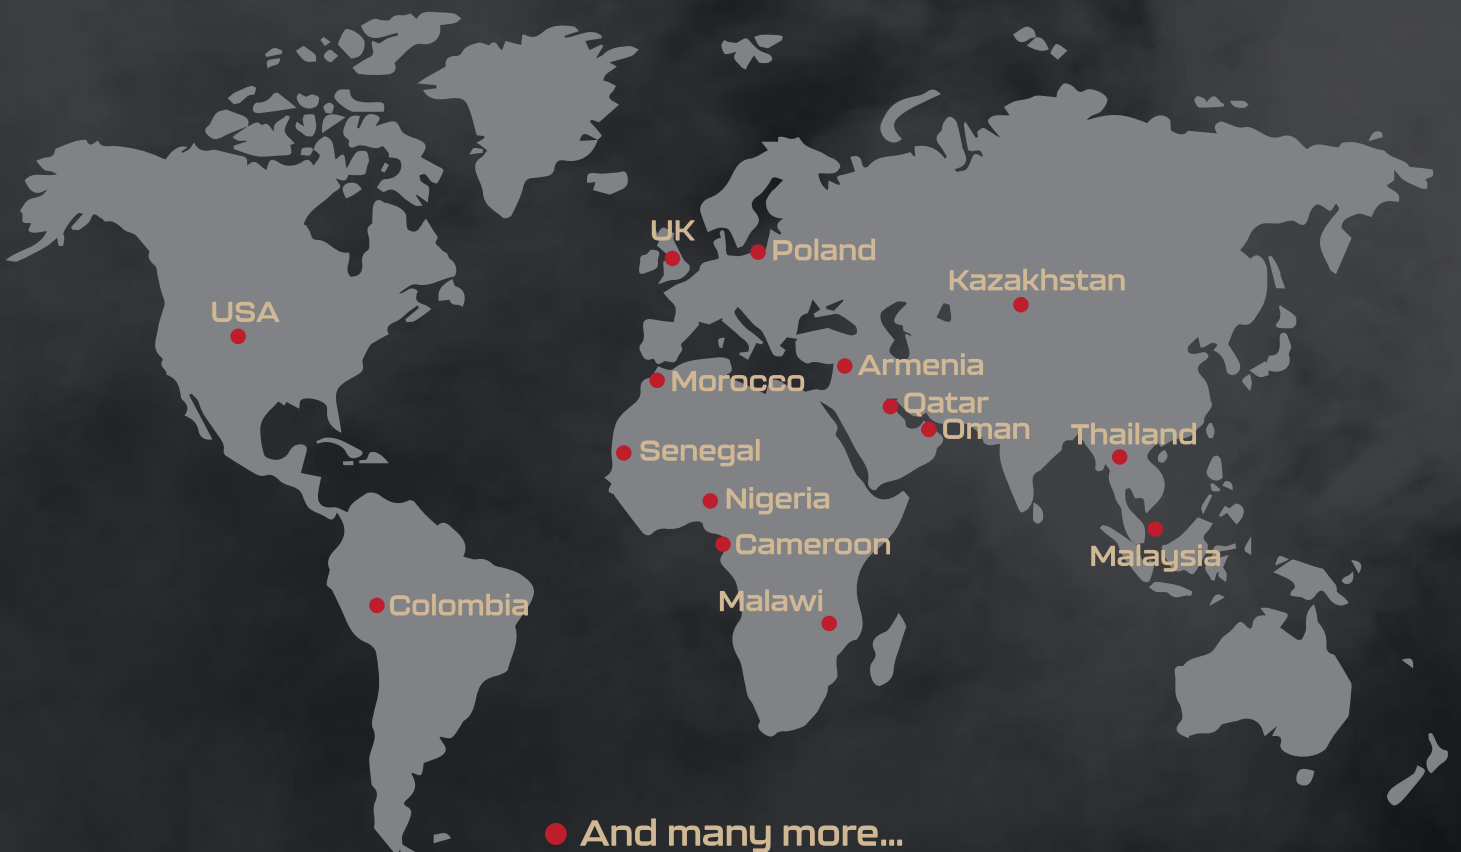 UK
Poland
Kazakhstan
USA
Armenia
Morocco
Qatar
Oman
Thailand
Senegal
Nigeria
Cameroon
Malaysia
Malawi
Colombia
And many more...